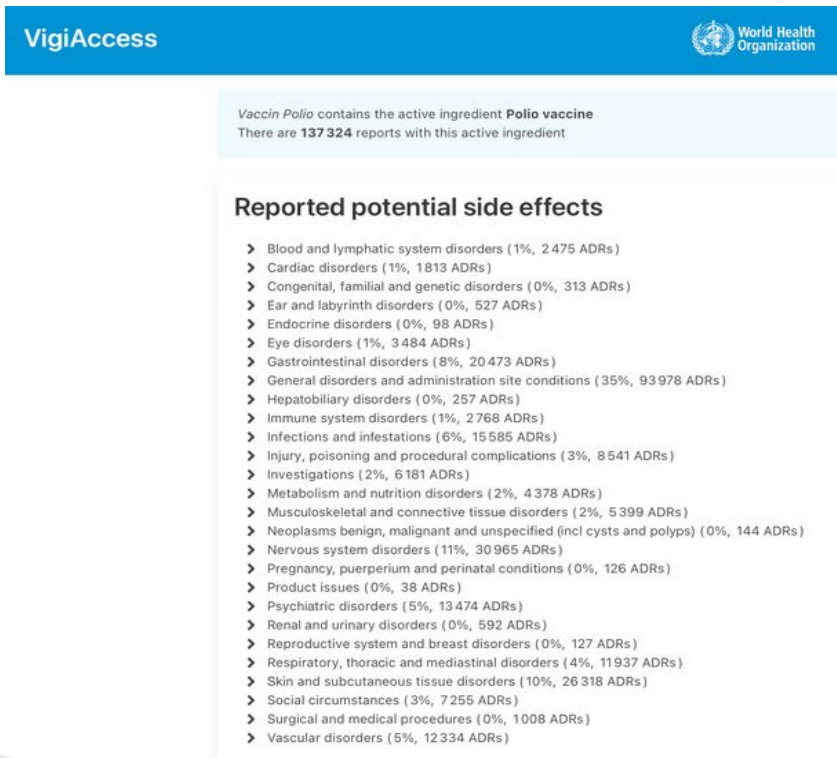 VigiAccess
World Health
Organization
Vaccin Polio contains the active ingredient Polio vaccine
There are 137 324 reports with this active ingredient
Reported potential side effects
Blood and lymphatic system disorders (1%, 2 475 ADRs)
Cardiac disorders (1%, 1 813 ADRs)
Congenital, familial and genetic disorders (0%, 313 ADRs)
Ear and labyrinth disorders (0%, 527 ADRs)
Endocrine disorders (0%, 98 ADRs)
Eye disorders (1%, 3 484 ADRs)
Gastrointestinal disorders (8%, 20 473 ADRs)
General disorders and administration site conditions (35%, 93 978 ADRs)
Hepatobiliary disorders (0%, 257 ADRs)
Immune system disorders (1%, 2 768 ADRs)
Infections and infestations (6%, 15 585 ADRs)
Injury, poisoning and procedural complications (3%, 8 541 ADRs)
Investigations (2%, 6 181 ADRs)
Metabolism and nutrition disorders (2%, 4 378 ADRs)
Musculoskeletal and connective tissue disorders (2%, 5 399 ADRs)
Neoplasms benign, malignant and unspecified (incl cysts and polyps) (0%, 144 ADRs)
Nervous system disorders (11%, 30 965 ADRs)
Pregnancy, puerperium and perinatal conditions (0%, 126 ADRs)
Product issues (0%, 38 ADRs)
Psychiatric disorders (5%, 13 474 ADRs)
Renal and urinary disorders (0%, 592 ADRs)
Reproductive system and breast disorders (0%, 127 ADRs)
Respiratory, thoracic and mediastinal disorders (4%, 11 937 ADRs)
Skin and subcutaneous tissue disorders (10%, 26 318 ADRs)
Social circumstances (3%, 7 255 ADRs)
Surgical and medical procedures (0%, 1 008 ADRs)
Vascular disorders (5%, 12 334 ADRs)